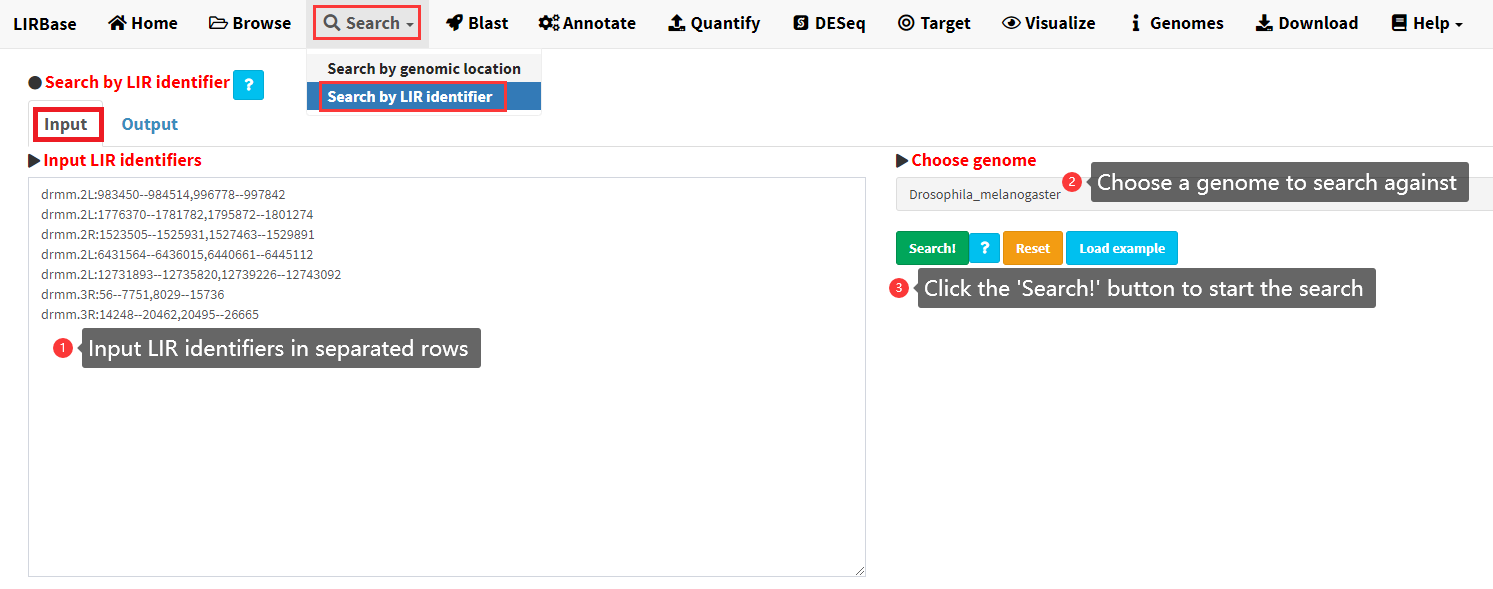 LIRBase Home Browse Search Blast Annotate Quantify DESeq Target Visualize Genomes Download Help
Search by genomic location
Search by LIR identifier
Search by LIR identifier ?
Input Output
Input LIR identifiers
drmm.2L:983450--984514,996778--997842
drmm.2L:1776370--1781782,1795872--1801274
drmm.2R:1523505--1525931,1527463--1529891
drmm.2L:6431564--6436015,6440661--6445112
drmm.2L:12731893--12735820,12739226--12743092
drmm.3R:56--7751,8029--15736
drmm.3R:14248--20462,20495--26665
1 Input LIR identifiers in separated rows
Choose genome
Drosophila_melanogaster
2 Choose a genome to search against
Search! ? Reset Load example
3 Click the 'Search!' button to start the search